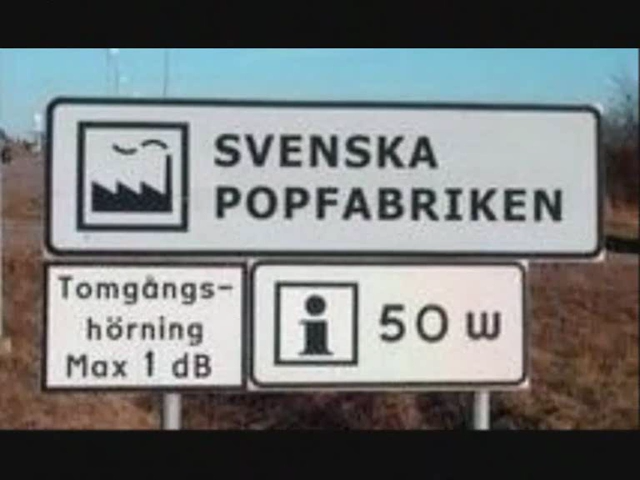 SVENSKA
POPFABRIKEN
Tomgångs-
hörning
Max 1 dB
i 50 W